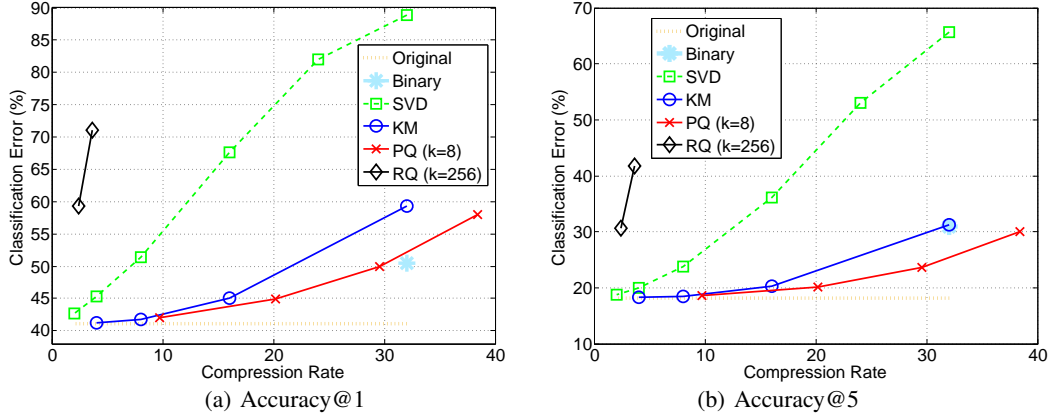 90
85
80
75
70
65
60
55
50
45
40
Classification Error (%)
0 10 20 30 40
Compression Rate
Original
Binary
SVD
KM
PQ (k=8)
RQ (k=256)
(a) Accuracy@1
70
60
50
40
30
20
10
Classification Error (%)
0 10 20 30 40
Compression Rate
Original
Binary
SVD
KM
PQ (k=8)
RQ (k=256)
(b) Accuracy@5